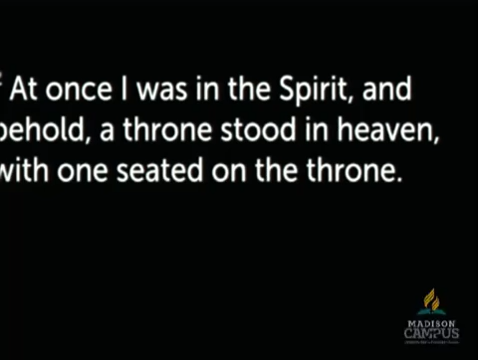 At once I was in the Spirit, and
behold, a throne stood in heaven,
with one seated on the throne.
MADISON
CAMPUS